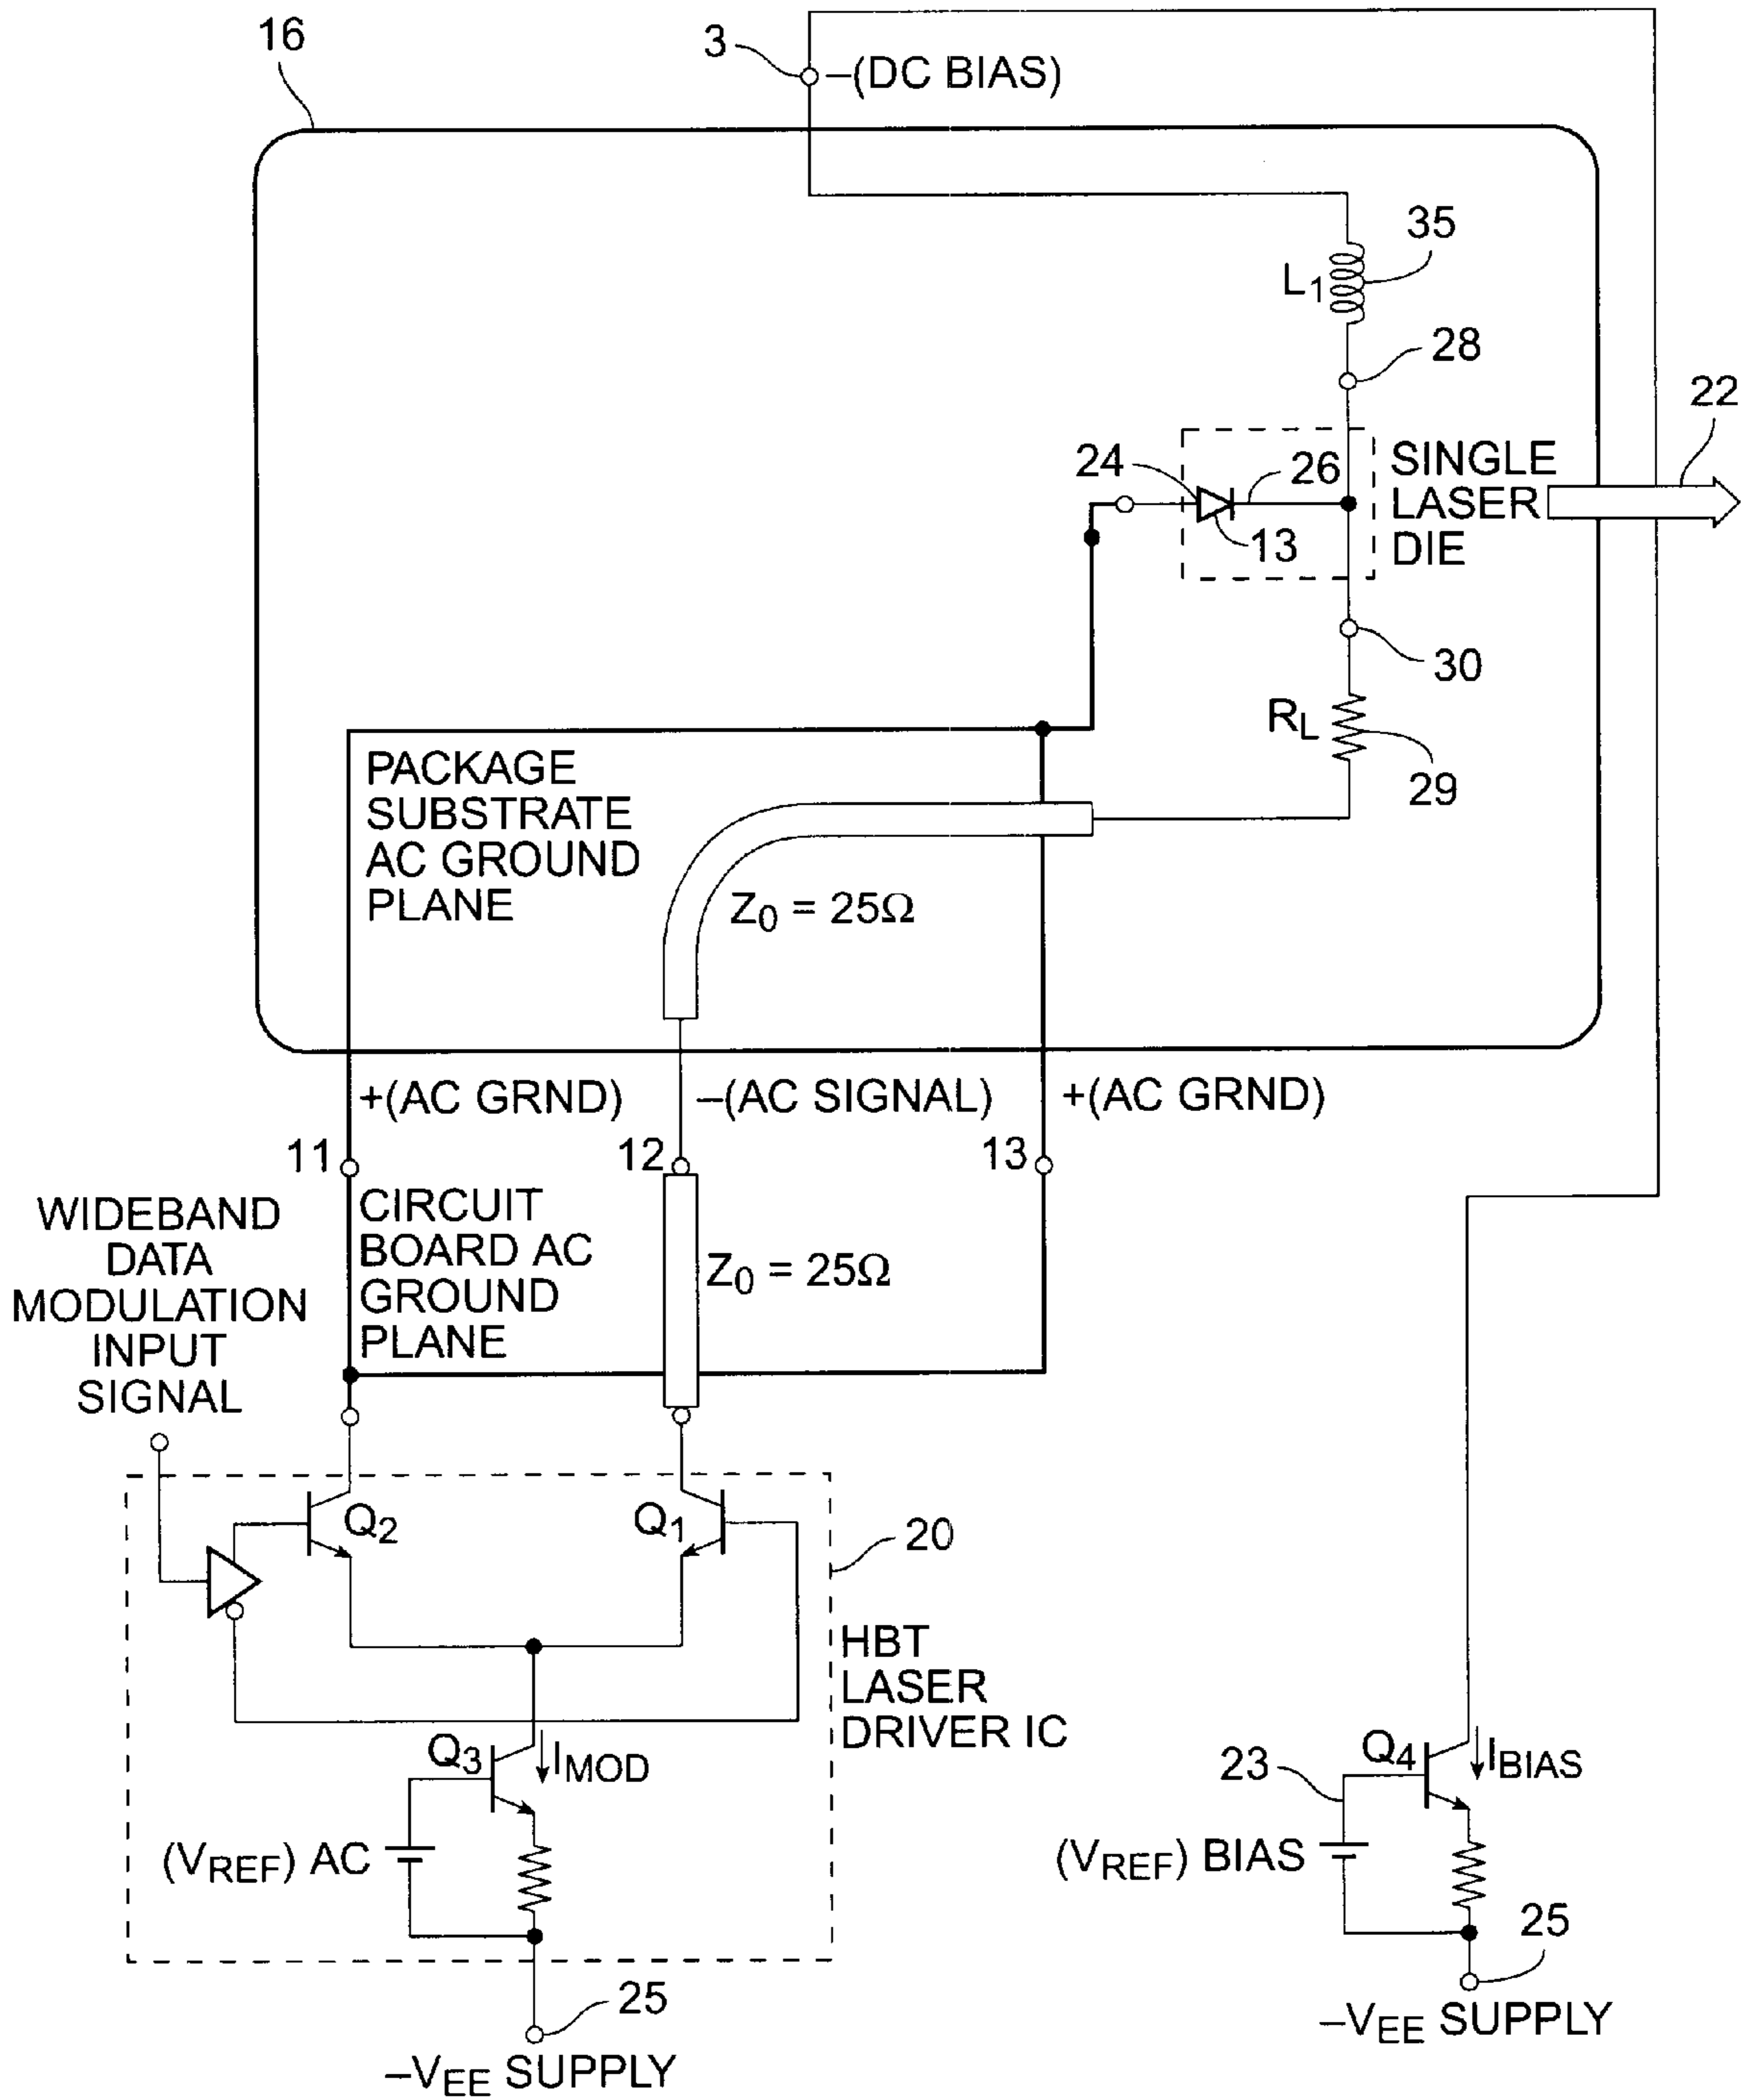 16
3
–(DC BIAS)
35
L1
28
22
24
26
SINGLE
LASER
DIE
13
30
RL
29
PACKAGE
SUBSTRATE
AC GROUND
PLANE
Z0 = 25Ω
+(AC GRND)
–(AC SIGNAL)
+(AC GRND)
11
12
13
WIDEBAND
DATA
MODULATION
INPUT
SIGNAL
CIRCUIT
BOARD AC
GROUND
PLANE
Z0 = 25Ω
Q2
Q1
20
HBT
LASER
DRIVER IC
Q3
IMOD
(VREF) AC
25
–VEE SUPPLY
Q4
IBIAS
23
(VREF) BIAS
25
–VEE SUPPLY